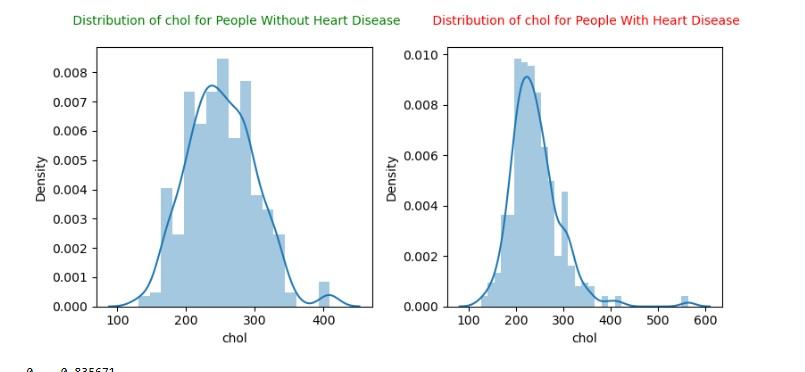 Distribution of chol for People Without Heart Disease
Distribution of chol for People With Heart Disease
0.008
0.007
0.006
0.005
0.004
0.003
0.002
0.001
0.000
Density
100 200 300 400
chol
0.010
0.008
0.006
0.004
0.002
0.000
Density
100 200 300 400 500 600
chol
0 0.835671